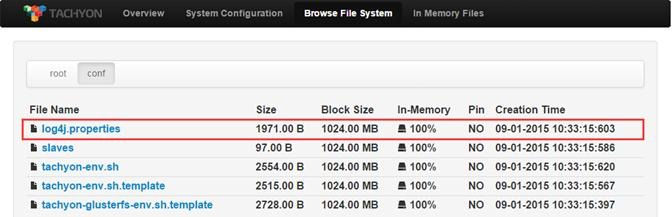 TACHYON Overview System Configuration Browse File System In Memory Files
root conf
File Name Size Block Size In-Memory Pin Creation Time
log4j.properties 1971.00 B 1024.00 MB 100% NO 09-01-2015 10:33:15:603
slaves 97.00 B 1024.00 MB 100% NO 09-01-2015 10:33:15:586
tachyon-env.sh 2554.00 B 1024.00 MB 100% NO 09-01-2015 10:33:15:620
tachyon-env.sh.template 2515.00 B 1024.00 MB 100% NO 09-01-2015 10:33:15:567
tachyon-glusterfs-env.sh.template 2728.00 B 1024.00 MB 100% NO 09-01-2015 10:33:15:397